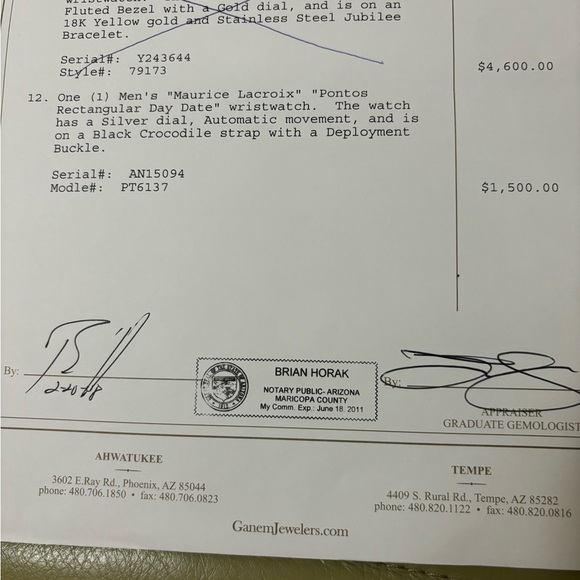 Fluted Bezel with a Gold dial, and is on an
18K Yellow gold and Stainless Steel Jubilee
Bracelet.
Serial#: Y243644
Style#: 79173
$4,600.00
12. One (1) Men's "Maurice Lacroix" "Pontos
Rectangular Day Date" wristwatch. The watch
has a Silver dial, Automatic movement, and is
on a Black Crocodile strap with a Deployment
Buckle.
Serial#: AN15094
Modle#: PT6137
$1,500.00
By:
BRIAN HORAK
NOTARY PUBLIC- ARIZONA
MARICOPA COUNTY
My Comm. Exp.: June 18, 2011
By:
APPRAISER
GRADUATE GEMOLOGIST
AHWATUKEE
3602 E.Ray Rd., Phoenix, AZ 85044
phone: 480.706.1850 • fax: 480.706.0823
TEMPE
4409 S. Rural Rd., Tempe, AZ 85282
phone: 480.820.1122 • fax: 480.820.0816
GanemJewelers.com